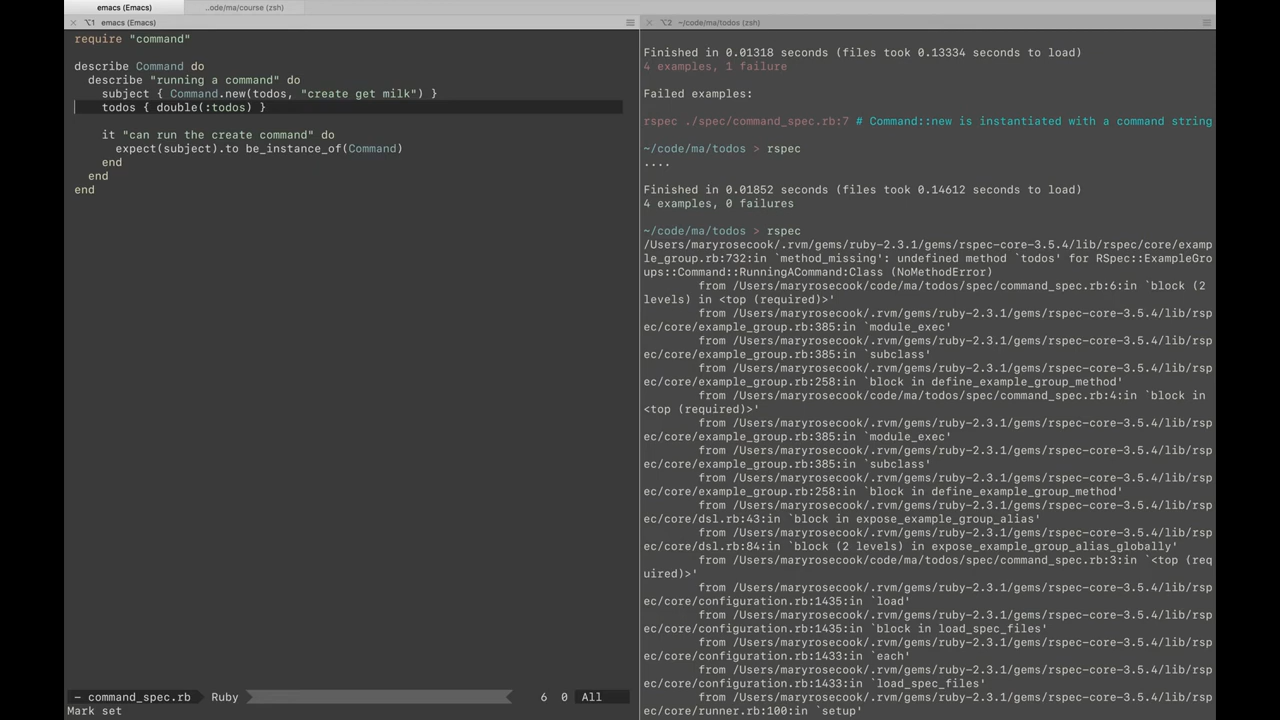 emacs (Emacs)
..ode/ma/course (zsh)
⌥1 emacs (Emacs)
require "command"
describe Command do
describe "running a command" do
subject { Command.new(todos, "create get milk") }
todos { double(:todos) }
it "can run the create command" do
expect(subject).to be_instance_of(Command)
end
end
end
- command_spec.rb Ruby 6 0 All
Mark set
⌥2 ~/code/ma/todos (zsh)
Finished in 0.01318 seconds (files took 0.13334 seconds to load)
4 examples, 1 failure
Failed examples:
rspec ./spec/command_spec.rb:7 # Command::new is instantiated with a command string
~/code/ma/todos > rspec
....
Finished in 0.01852 seconds (files took 0.14612 seconds to load)
4 examples, 0 failures
~/code/ma/todos > rspec
/Users/maryrosecook/.rvm/gems/ruby-2.3.1/gems/rspec-core-3.5.4/lib/rspec/core/examp
le_group.rb:732:in `method_missing': undefined method `todos' for RSpec::ExampleGro
ups::Command::RunningACommand:Class (NoMethodError)
from /Users/maryrosecook/code/ma/todos/spec/command_spec.rb:6:in `block (2
levels) in <top (required)>'
from /Users/maryrosecook/.rvm/gems/ruby-2.3.1/gems/rspec-core-3.5.4/lib/rsp
ec/core/example_group.rb:385:in `module_exec'
from /Users/maryrosecook/.rvm/gems/ruby-2.3.1/gems/rspec-core-3.5.4/lib/rsp
ec/core/example_group.rb:385:in `subclass'
from /Users/maryrosecook/.rvm/gems/ruby-2.3.1/gems/rspec-core-3.5.4/lib/rsp
ec/core/example_group.rb:258:in `block in define_example_group_method'
from /Users/maryrosecook/code/ma/todos/spec/command_spec.rb:4:in `block in
<top (required)>'
from /Users/maryrosecook/.rvm/gems/ruby-2.3.1/gems/rspec-core-3.5.4/lib/rsp
ec/core/example_group.rb:385:in `module_exec'
from /Users/maryrosecook/.rvm/gems/ruby-2.3.1/gems/rspec-core-3.5.4/lib/rsp
ec/core/example_group.rb:385:in `subclass'
from /Users/maryrosecook/.rvm/gems/ruby-2.3.1/gems/rspec-core-3.5.4/lib/rsp
ec/core/example_group.rb:258:in `block in define_example_group_method'
from /Users/maryrosecook/.rvm/gems/ruby-2.3.1/gems/rspec-core-3.5.4/lib/rsp
ec/core/dsl.rb:43:in `block in expose_example_group_alias'
from /Users/maryrosecook/.rvm/gems/ruby-2.3.1/gems/rspec-core-3.5.4/lib/rsp
ec/core/dsl.rb:84:in `block (2 levels) in expose_example_group_alias_globally'
from /Users/maryrosecook/code/ma/todos/spec/command_spec.rb:3:in `<top (req
uired)>'
from /Users/maryrosecook/.rvm/gems/ruby-2.3.1/gems/rspec-core-3.5.4/lib/rsp
ec/core/configuration.rb:1435:in `load'
from /Users/maryrosecook/.rvm/gems/ruby-2.3.1/gems/rspec-core-3.5.4/lib/rsp
ec/core/configuration.rb:1435:in `block in load_spec_files'
from /Users/maryrosecook/.rvm/gems/ruby-2.3.1/gems/rspec-core-3.5.4/lib/rsp
ec/core/configuration.rb:1433:in `each'
from /Users/maryrosecook/.rvm/gems/ruby-2.3.1/gems/rspec-core-3.5.4/lib/rsp
ec/core/configuration.rb:1433:in `load_spec_files'
from /Users/maryrosecook/.rvm/gems/ruby-2.3.1/gems/rspec-core-3.5.4/lib/rsp
ec/core/runner.rb:100:in `setup'